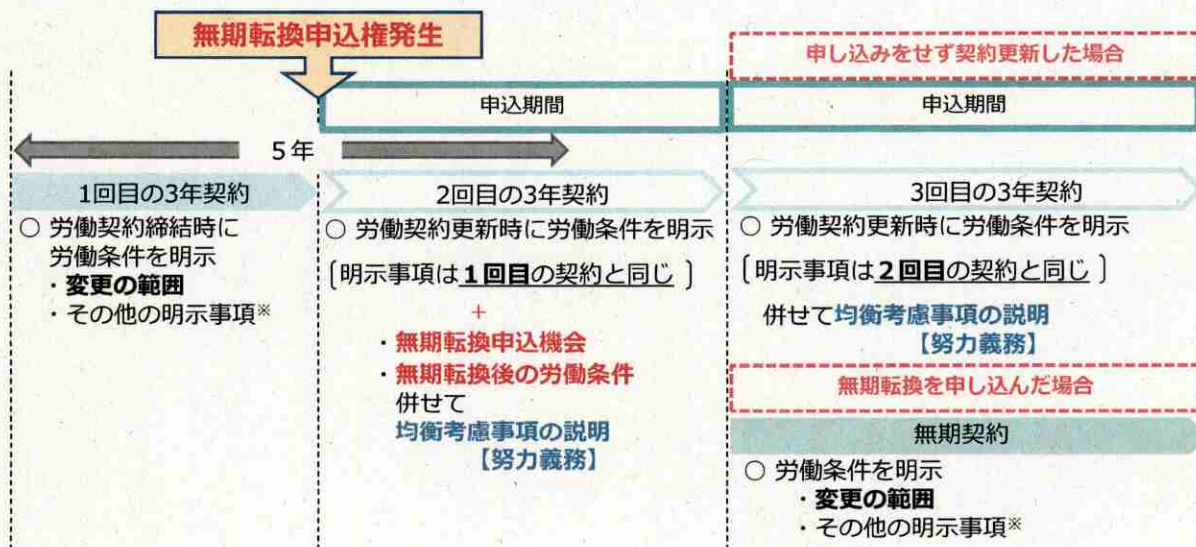 無期転換申込権発生
申し込みをせず契約更新した場合
申込期間
申込期間
5年
1回目の3年契約
○ 労働契約締結時に
労働条件を明示
・変更の範囲
・その他の明示事項※
2回目の3年契約
○ 労働契約更新時に労働条件を明示
〔明示事項は1回目の契約と同じ 〕
+
・無期転換申込機会
・無期転換後の労働条件
併せて
均衡考慮事項の説明
【努力義務】
3回目の3年契約
○ 労働契約更新時に労働条件を明示
〔明示事項は2回目の契約と同じ 〕
併せて均衡考慮事項の説明
【努力義務】
無期転換を申し込んだ場合
無期契約
○ 労働条件を明示
・変更の範囲
・その他の明示事項※